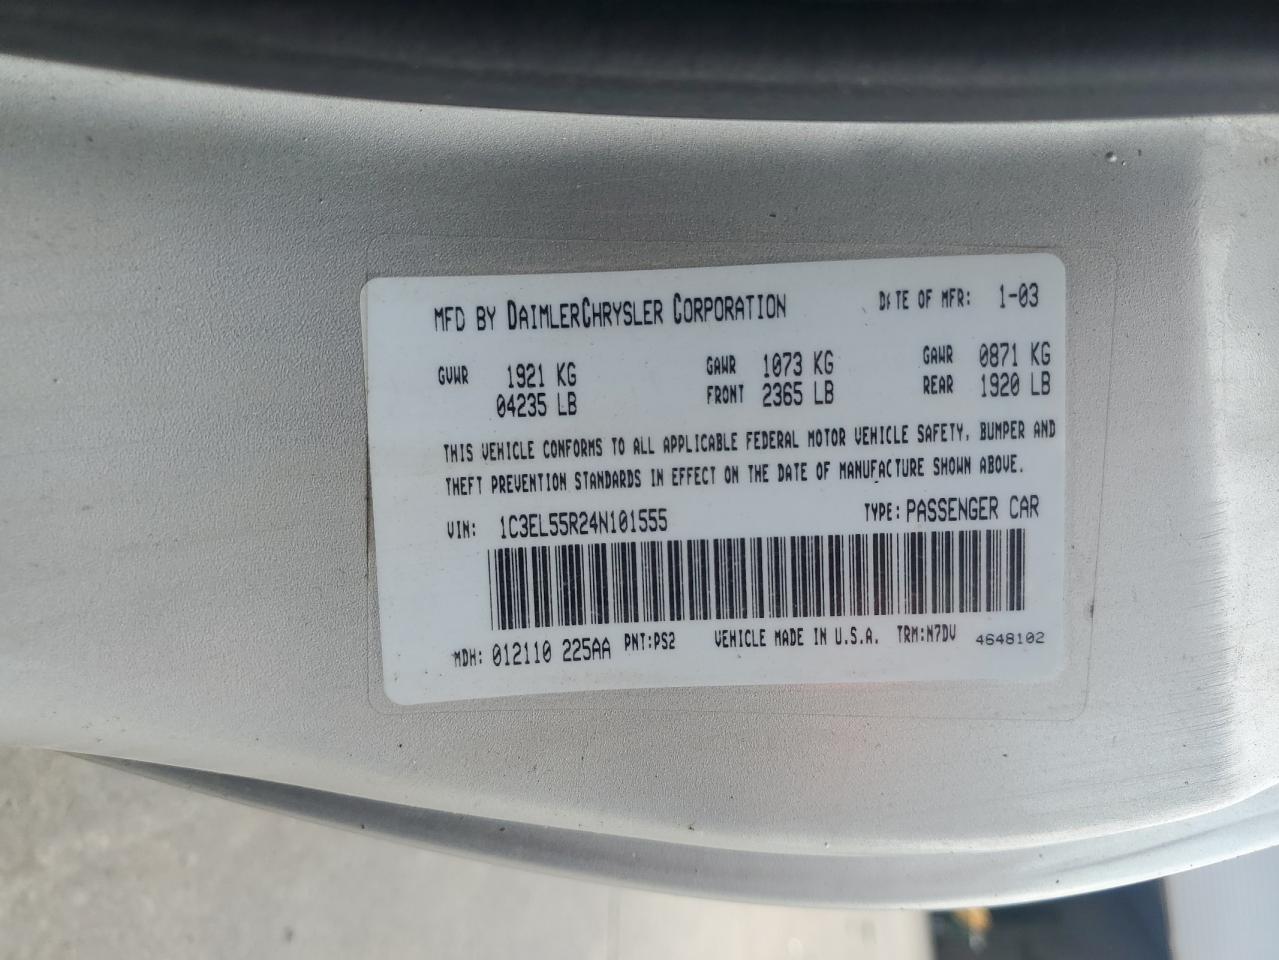 MFD BY DAIMLERCHRYSLER CORPORATION DATE OF MFR: 1-03
GVWR 1921 KG GAWR 1073 KG GAWR 0871 KG
04235 LB FRONT 2365 LB REAR 1920 LB
THIS VEHICLE CONFORMS TO ALL APPLICABLE FEDERAL MOTOR VEHICLE SAFETY, BUMPER AND
THEFT PREVENTION STANDARDS IN EFFECT ON THE DATE OF MANUFACTURE SHOWN ABOVE.
VIN: 1C3EL55R24N101555 TYPE: PASSENGER CAR
MDH: 012110 225AA PNT:PS2 VEHICLE MADE IN U.S.A. TRM:N7DV 4648102